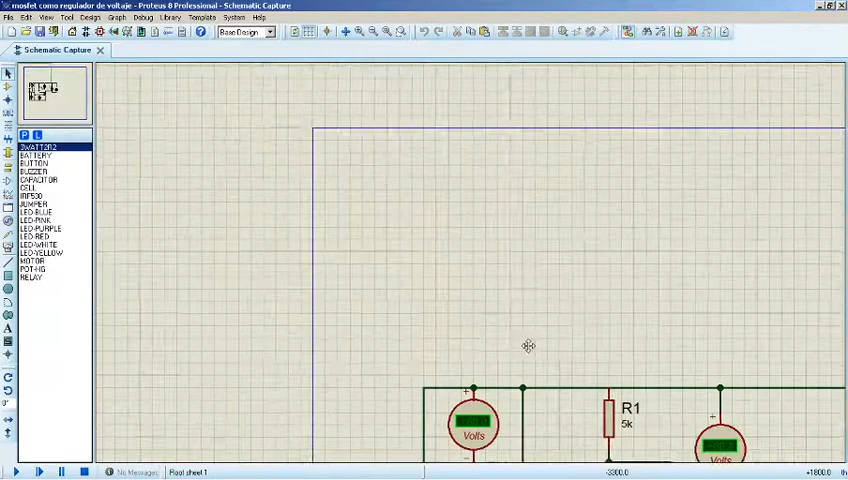 mosfet como regulador de voltaje - Proteus 8 Professional - Schematic Capture
File Edit View Tool Design Graph Debug Library Template System Help
Base Design
Schematic Capture
P L
3WATT2R2
BATTERY
BUTTON
BUZZER
CAPACITOR
CELL
IRF530
JUMPER
LED-BLUE
LED-PINK
LED-PURPLE
LED-RED
LED-WHITE
LED-YELLOW
MOTOR
POT-HG
RELAY
A
0°
+
Volts
R1
5k
+
Volts
No Messages
Root sheet 1
-3300.0
+1800.0
th